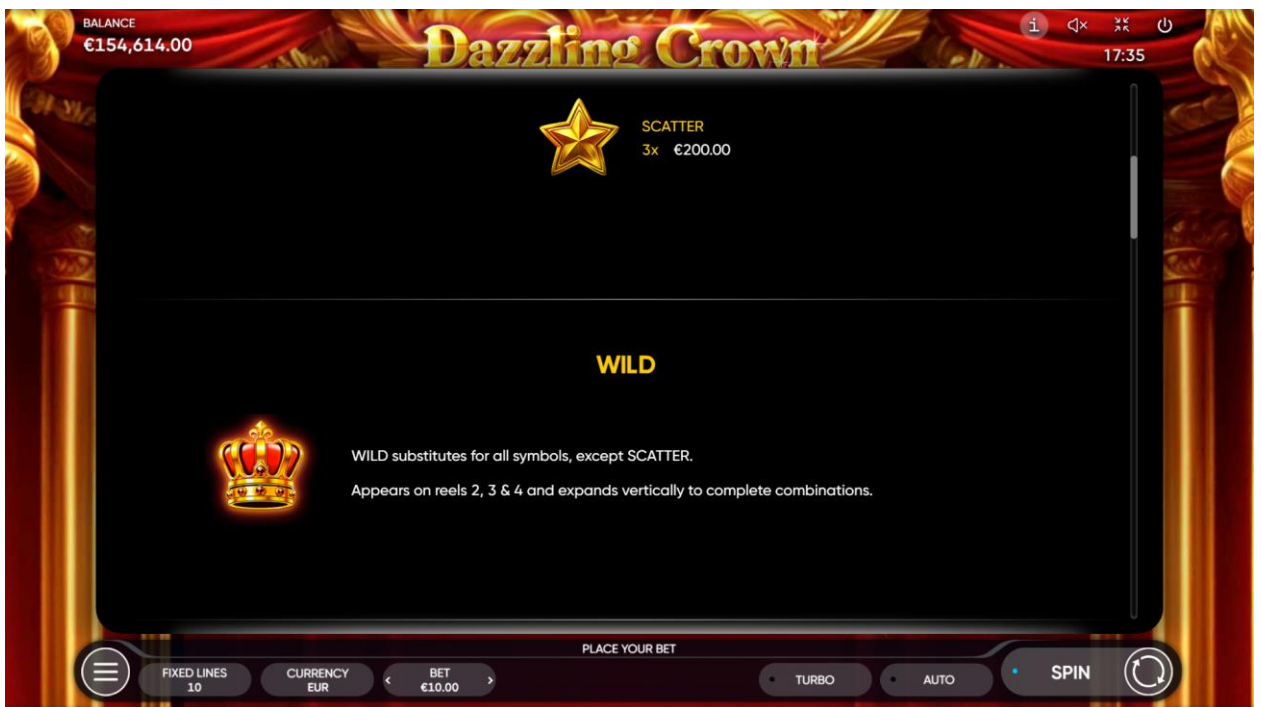 BALANCE
€154,614.00
Dazzling Crown
17:35
SCATTER
3x €200.00
WILD
WILD substitutes for all symbols, except SCATTER.
Appears on reels 2, 3 & 4 and expands vertically to complete combinations.
PLACE YOUR BET
FIXED LINES
10
CURRENCY
EUR
BET
€10.00
TURBO
AUTO
SPIN